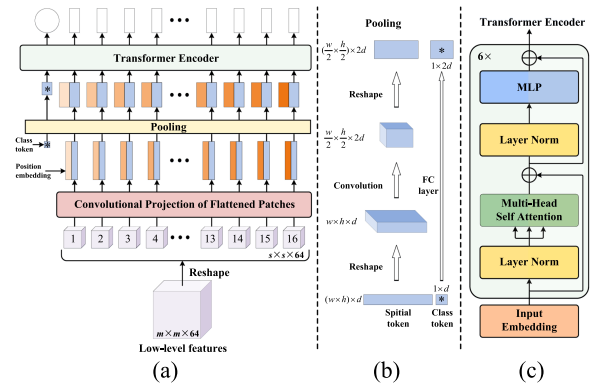 Transformer Encoder
*
Pooling
Class
token
*
Position
embedding
Convolutional Projection of Flattened Patches
1 2 3 4 13 14 15 16
s×s×64
Reshape
m×m×64
Low-level features
(a)
Pooling
(w/2 × h/2)×2d
*
1×2d
Reshape
w/2 × h/2 ×2d
Convolution
FC
layer
w×h×d
Reshape
1×d
(w×h)×d
*
Spitial
token
Class
token
(b)
Transformer Encoder
6×
MLP
Layer Norm
Multi-Head
Self Attention
Layer Norm
Input
Embedding
(c)